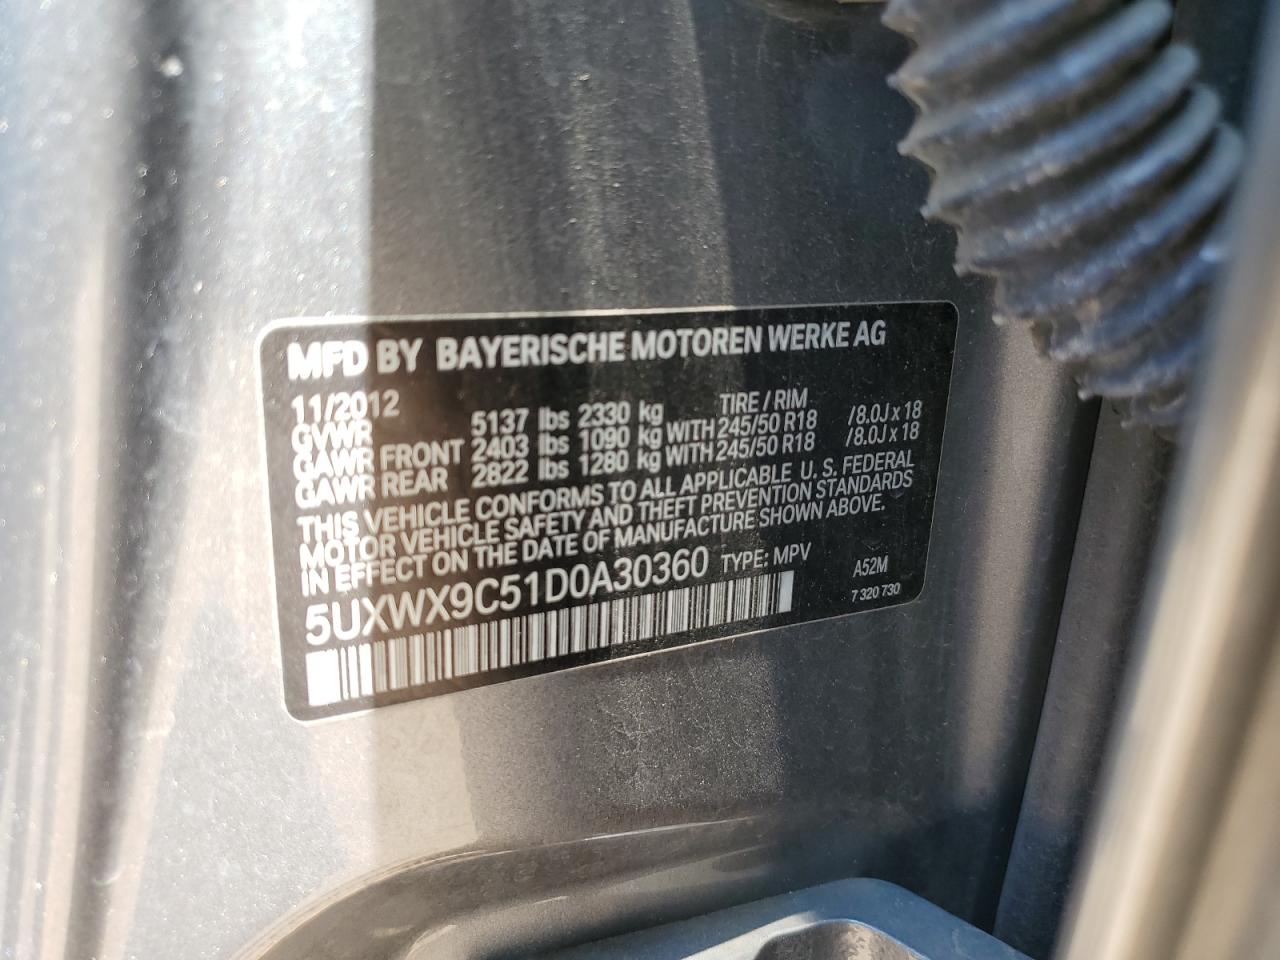 MFD BY BAYERISCHE MOTOREN WERKE AG
11/2012 TIRE / RIM
GVWR 5137 lbs 2330 kg
GAWR FRONT 2403 lbs 1090 kg WITH 245/50 R18 /8.0J x 18
GAWR REAR 2822 lbs 1280 kg WITH 245/50 R18 /8.0J x 18
THIS VEHICLE CONFORMS TO ALL APPLICABLE U. S. FEDERAL
MOTOR VEHICLE SAFETY AND THEFT PREVENTION STANDARDS
IN EFFECT ON THE DATE OF MANUFACTURE SHOWN ABOVE.
5UXWX9C51D0A30360 TYPE: MPV A52M
7 320 730